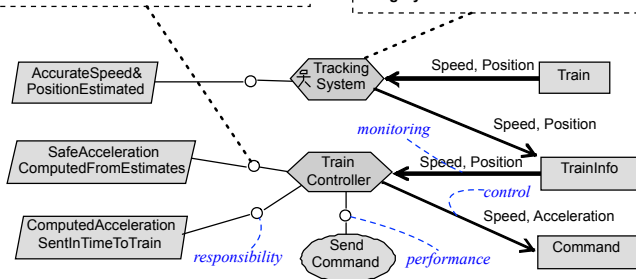 AccurateSpeed&
PositionEstimated
Tracking
System
Speed, Position
Train
Speed, Position
monitoring
SafeAcceleration
ComputedFromEstimates
Train
Controller
Speed, Position
TrainInfo
control
Speed, Acceleration
ComputedAcceleration
SentInTimeToTrain
responsibility
Send
Command
performance
Command